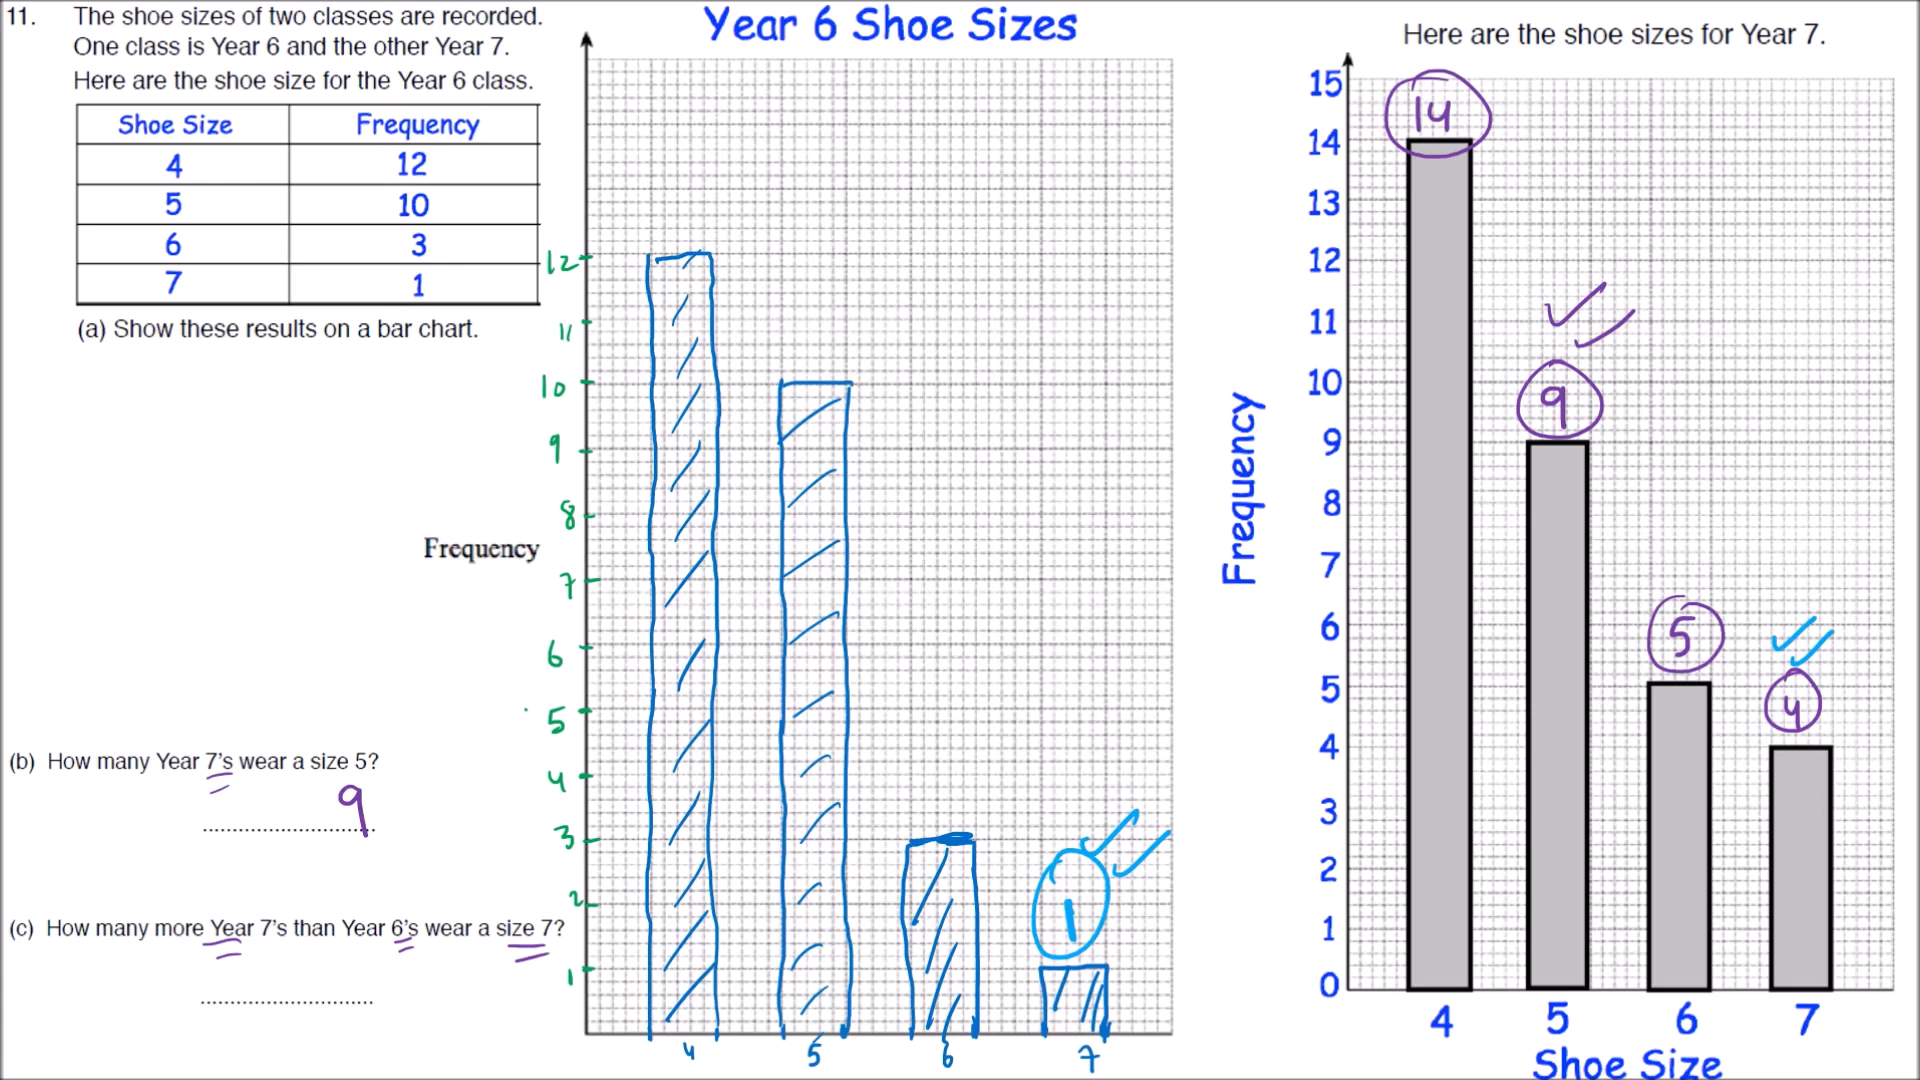 11. The shoe sizes of two classes are recorded.
One class is Year 6 and the other Year 7.
Here are the shoe size for the Year 6 class.
Shoe Size Frequency
4 12
5 10
6 3
7 1
(a) Show these results on a bar chart.
Year 6 Shoe Sizes
12
11
10
9
8
Frequency
7
6
5
4
3
2
1
1
4 5 6 7
(b) How many Year 7's wear a size 5?
9
(c) How many more Year 7's than Year 6's wear a size 7?
Here are the shoe sizes for Year 7.
15
14
14
13
12
11
10
9
9
8
7
6
5
5
4
4
3
2
1
0
Frequency
4 5 6 7
Shoe Size